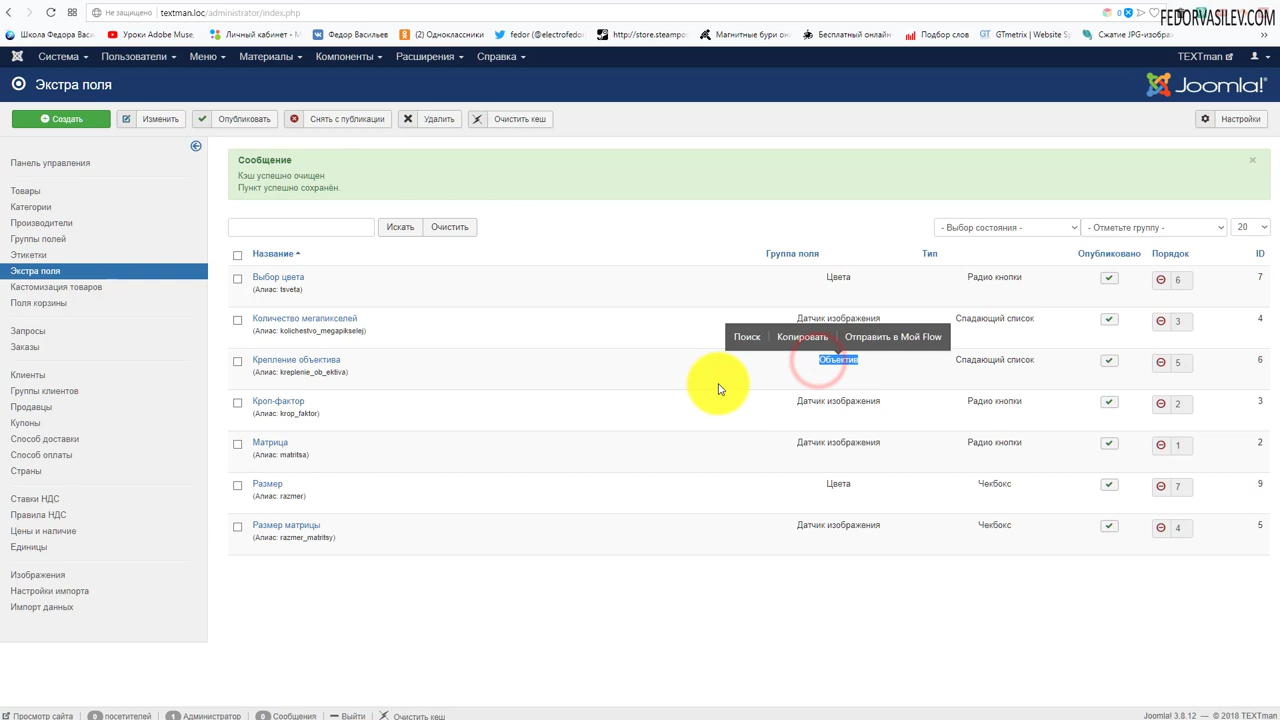 Не защищено textman.loc/administrator/index.php
FEDORVASILEV.COM
Школа Федора Васи Уроки Adobe Muse. Личный кабинет - М Федор Васильев (2) Одноклассники fedor (@electrofedor http://store.steampo Магнитные бури он Бесплатный онлайн Подбор слов GTmetrix | Website Sp Сжатие JPG-изобра
Система Пользователи Меню Материалы Компоненты Расширения Справка TEXTman
Экстра поля Joomla!
Создать Изменить Опубликовать Снять с публикации Удалить Очистить кеш Настройки
Панель управления
Товары
Категории
Производители
Группы полей
Этикетки
Экстра поля
Кастомизация товаров
Поля корзины
Запросы
Заказы
Клиенты
Группы клиентов
Продавцы
Купоны
Способ доставки
Способ оплаты
Страны
Ставки НДС
Правила НДС
Цены и наличие
Единицы
Изображения
Настройки импорта
Импорт данных
Сообщение ×
Кэш успешно очищен
Пункт успешно сохранён.
Искать Очистить - Выбор состояния - - Отметьте группу - 20
Название Группа поля Тип Опубликовано Порядок ID
Выбор цвета Цвета Радио кнопки 6 7
(Алиас: tsveta)
Количество мегапикселей Датчик изображения Спадающий список 3 4
(Алиас: kolichestvo_megapikselej)
Поиск Копировать Отправить в Мой Flow
Крепление объектива Объектив Спадающий список 5 6
(Алиас: kreplenie_ob_ektiva)
Кроп-фактор Датчик изображения Радио кнопки 2 3
(Алиас: krop_faktor)
Матрица Датчик изображения Радио кнопки 1 2
(Алиас: matritsa)
Размер Цвета Чекбокс 7 9
(Алиас: razmer)
Размер матрицы Датчик изображения Чекбокс 4 5
(Алиас: razmer_matritsy)
Просмотр сайта 0 посетителей 1 Администратор 0 Сообщения Выйти Очистить кеш Joomla! 3.8.12 — © 2018 TEXTman